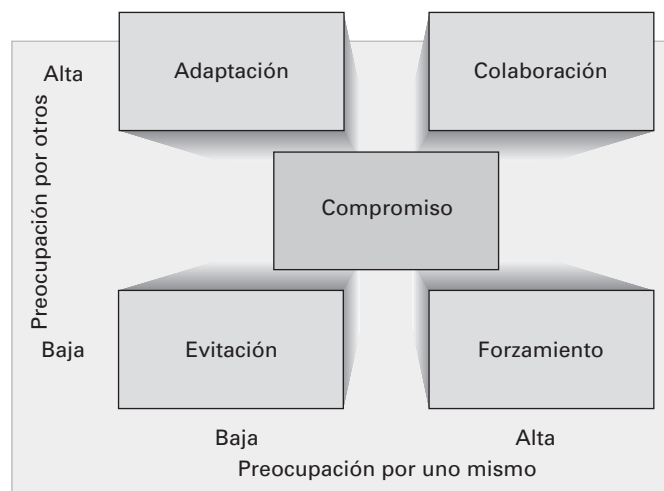 Alta
Adaptación
Colaboración
Preocupación por otros
Compromiso
Baja
Evitación
Forzamiento
Baja
Alta
Preocupación por uno mismo